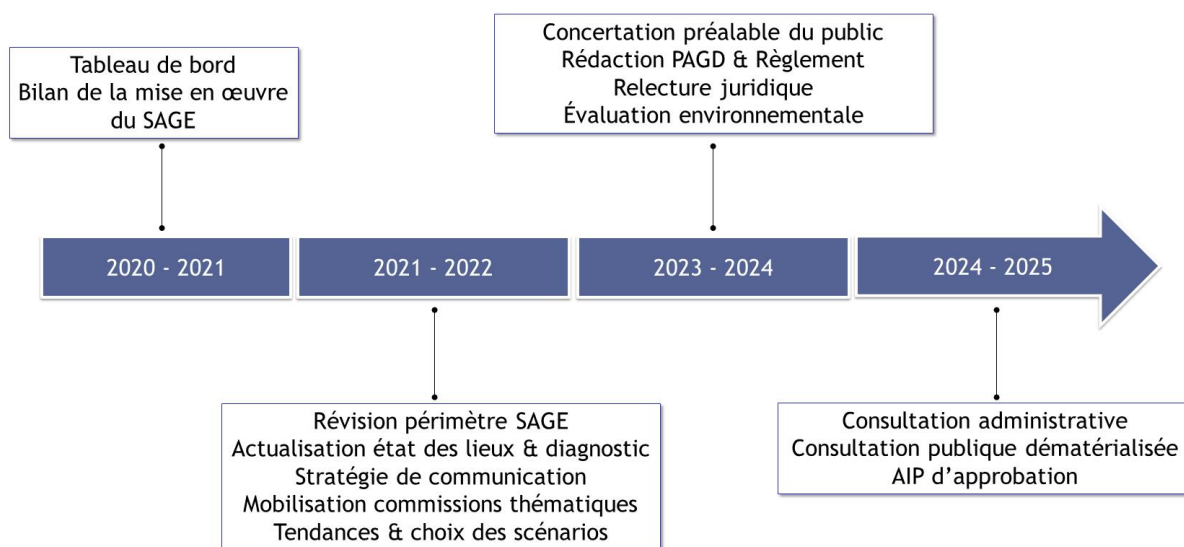 Tableau de bord
Bilan de la mise en œuvre
du SAGE
Concertation préalable du public
Rédaction PAGD & Règlement
Relecture juridique
Évaluation environnementale
2020 - 2021
2021 - 2022
2023 - 2024
2024 - 2025
Révision périmètre SAGE
Actualisation état des lieux & diagnostic
Stratégie de communication
Mobilisation commissions thématiques
Tendances & choix des scénarios
Consultation administrative
Consultation publique dématérialisée
AIP d’approbation